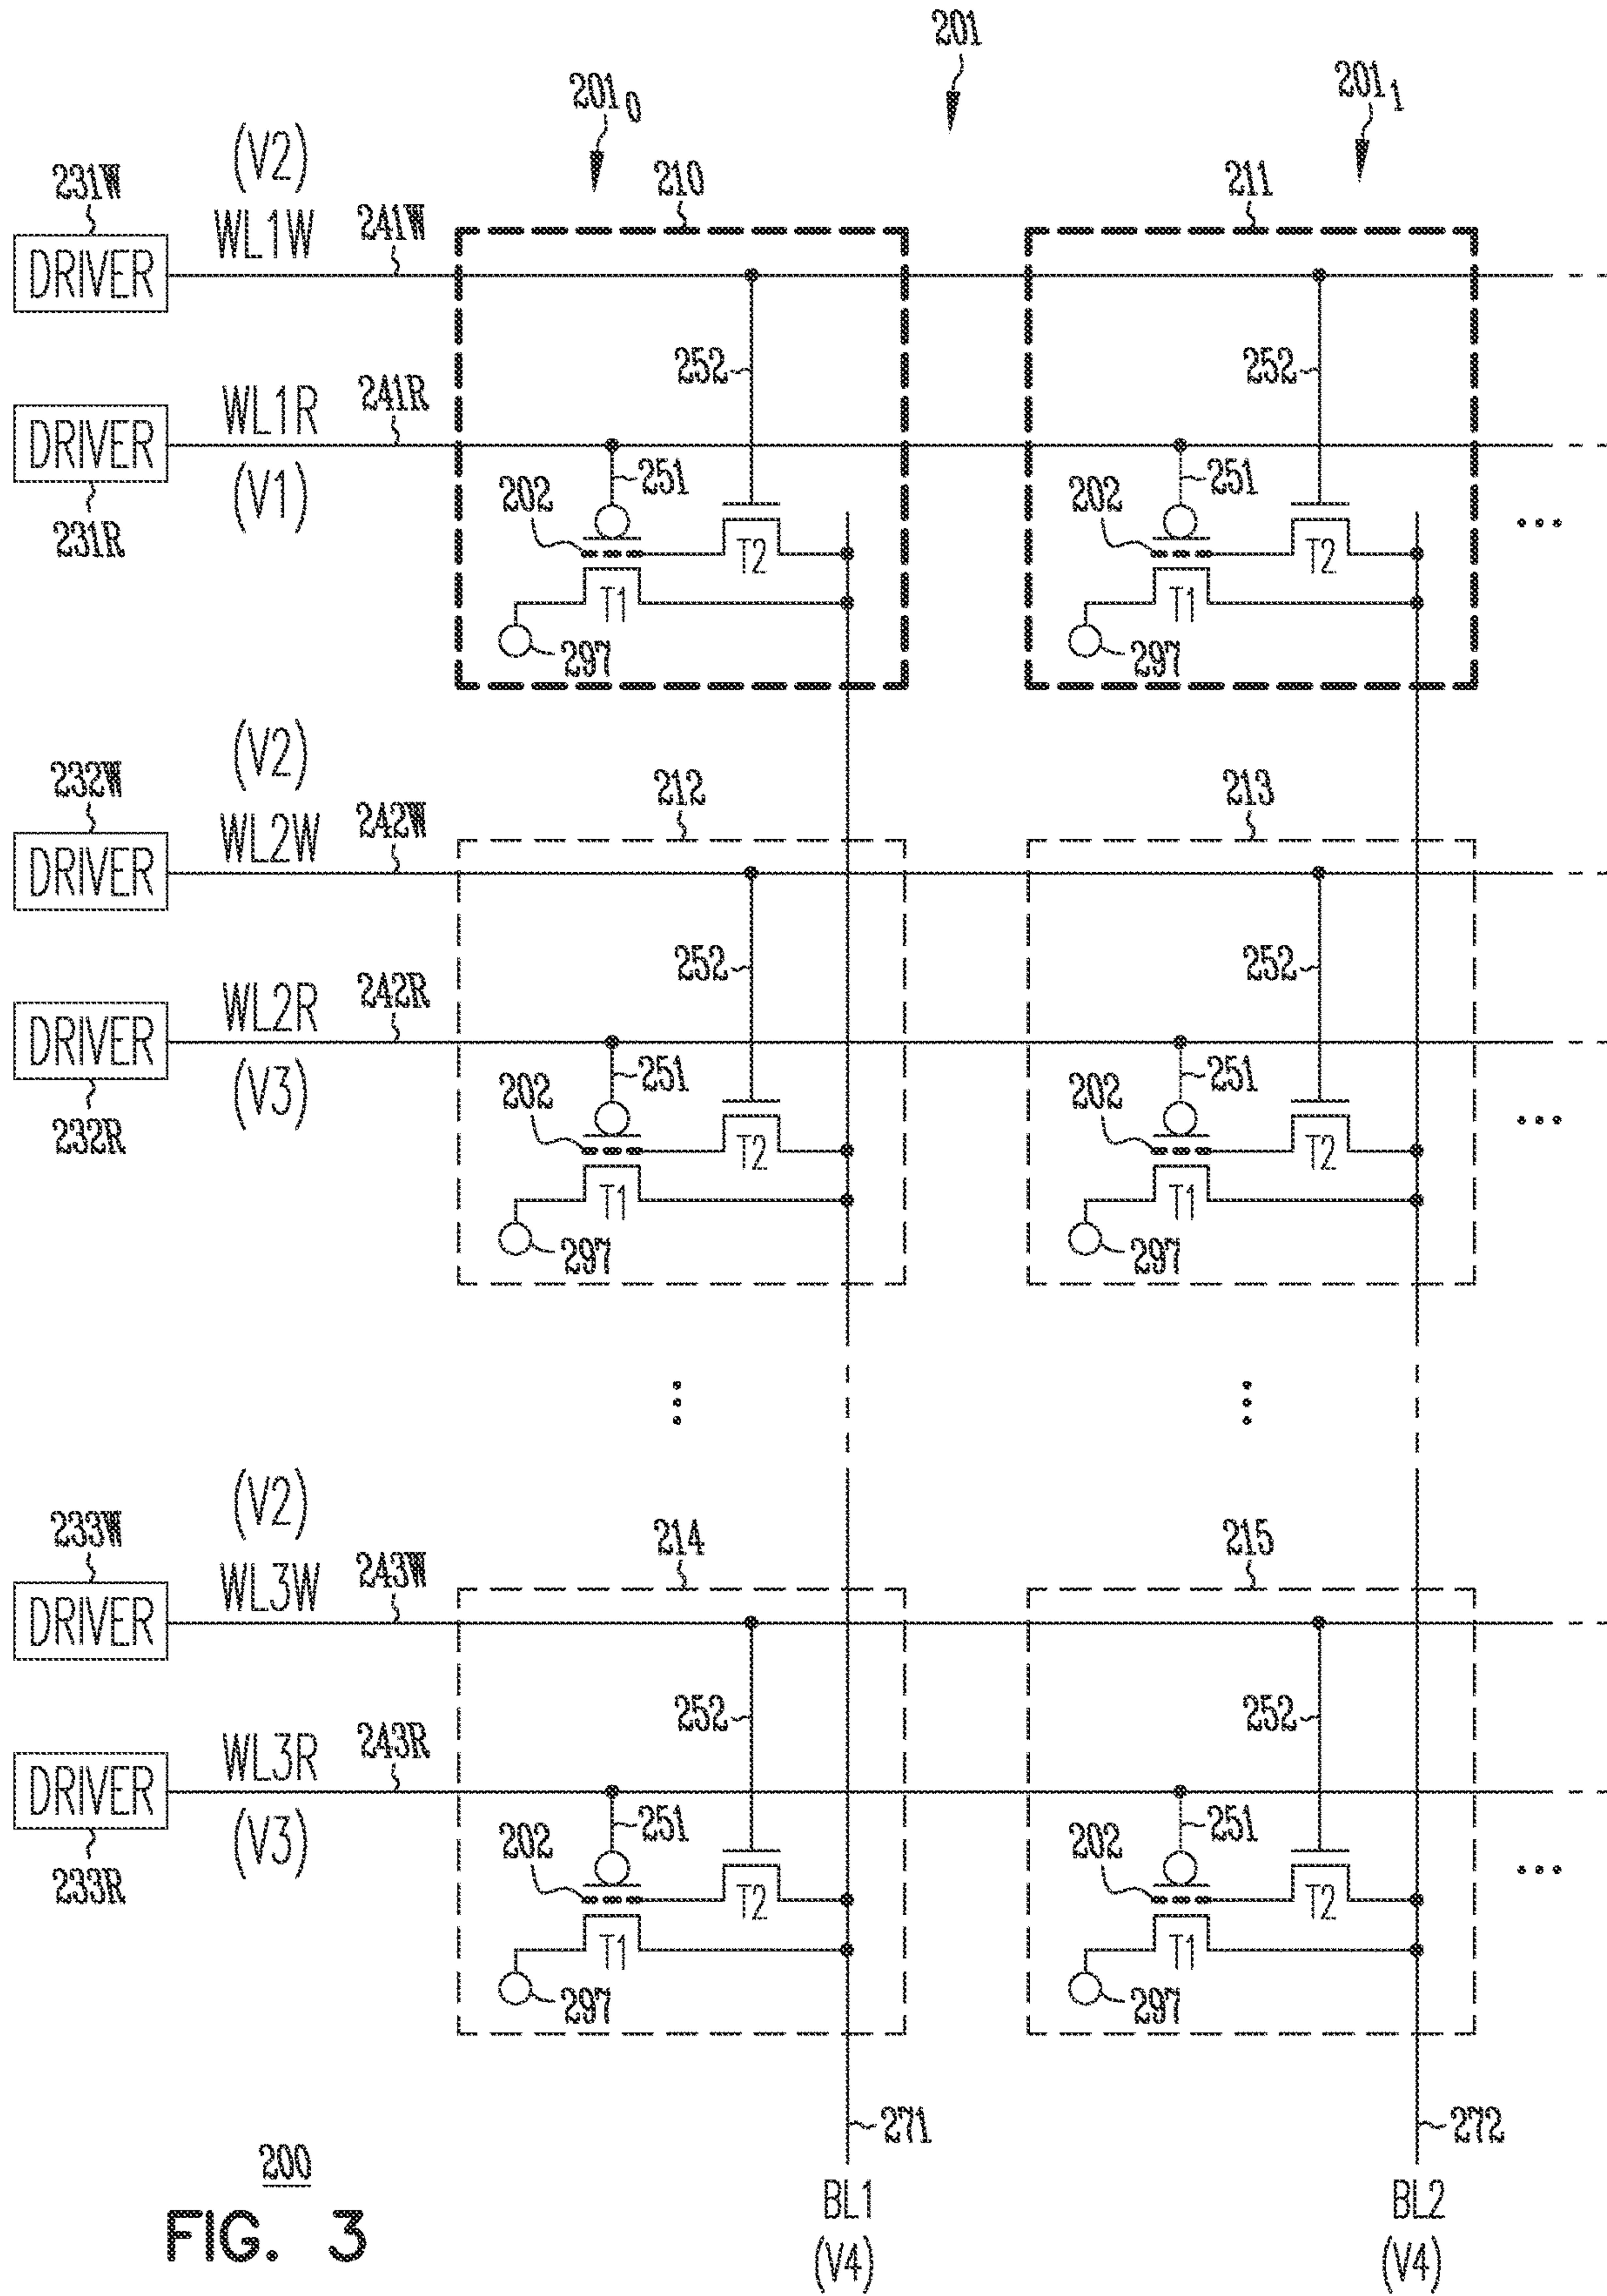 201
201₀
201₁
(V2)
231W
WL1W
241W
210
211
DRIVER
252
252
WL1R
241R
DRIVER
(V1)
231R
202
251
T2
T1
297
202
251
T2
T1
297
...
(V2)
232W
WL2W
242W
212
213
DRIVER
252
252
WL2R
242R
DRIVER
(V3)
232R
202
251
T2
T1
297
202
251
T2
T1
297
...
(V2)
233W
WL3W
243W
214
215
DRIVER
252
252
WL3R
243R
DRIVER
(V3)
233R
202
251
T2
T1
297
202
251
T2
T1
297
...
271
272
200
BL1
BL2
FIG. 3
(V4)
(V4)